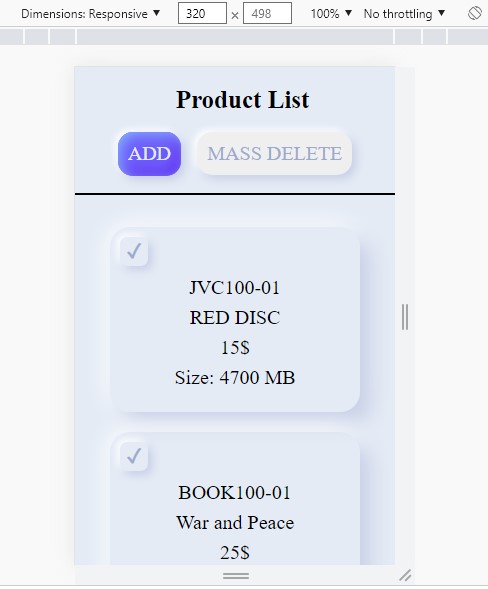 Dimensions: Responsive ▼ 320 × 498 100% ▼ No throttling ▼
Product List
ADD MASS DELETE
JVC100-01
RED DISC
15$
Size: 4700 MB
BOOK100-01
War and Peace
25$